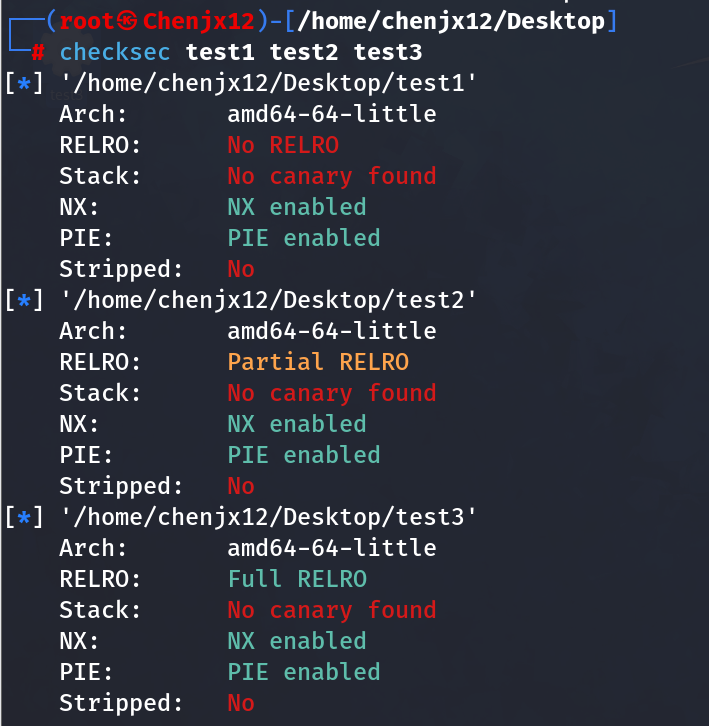 ┌──(root㉿Chenjx12)-[/home/chenjx12/Desktop]
└─# checksec test1 test2 test3
[*] '/home/chenjx12/Desktop/test1'
    Arch:       amd64-64-little
    RELRO:      No RELRO
    Stack:      No canary found
    NX:         NX enabled
    PIE:        PIE enabled
    Stripped:   No
[*] '/home/chenjx12/Desktop/test2'
    Arch:       amd64-64-little
    RELRO:      Partial RELRO
    Stack:      No canary found
    NX:         NX enabled
    PIE:        PIE enabled
    Stripped:   No
[*] '/home/chenjx12/Desktop/test3'
    Arch:       amd64-64-little
    RELRO:      Full RELRO
    Stack:      No canary found
    NX:         NX enabled
    PIE:        PIE enabled
    Stripped:   No